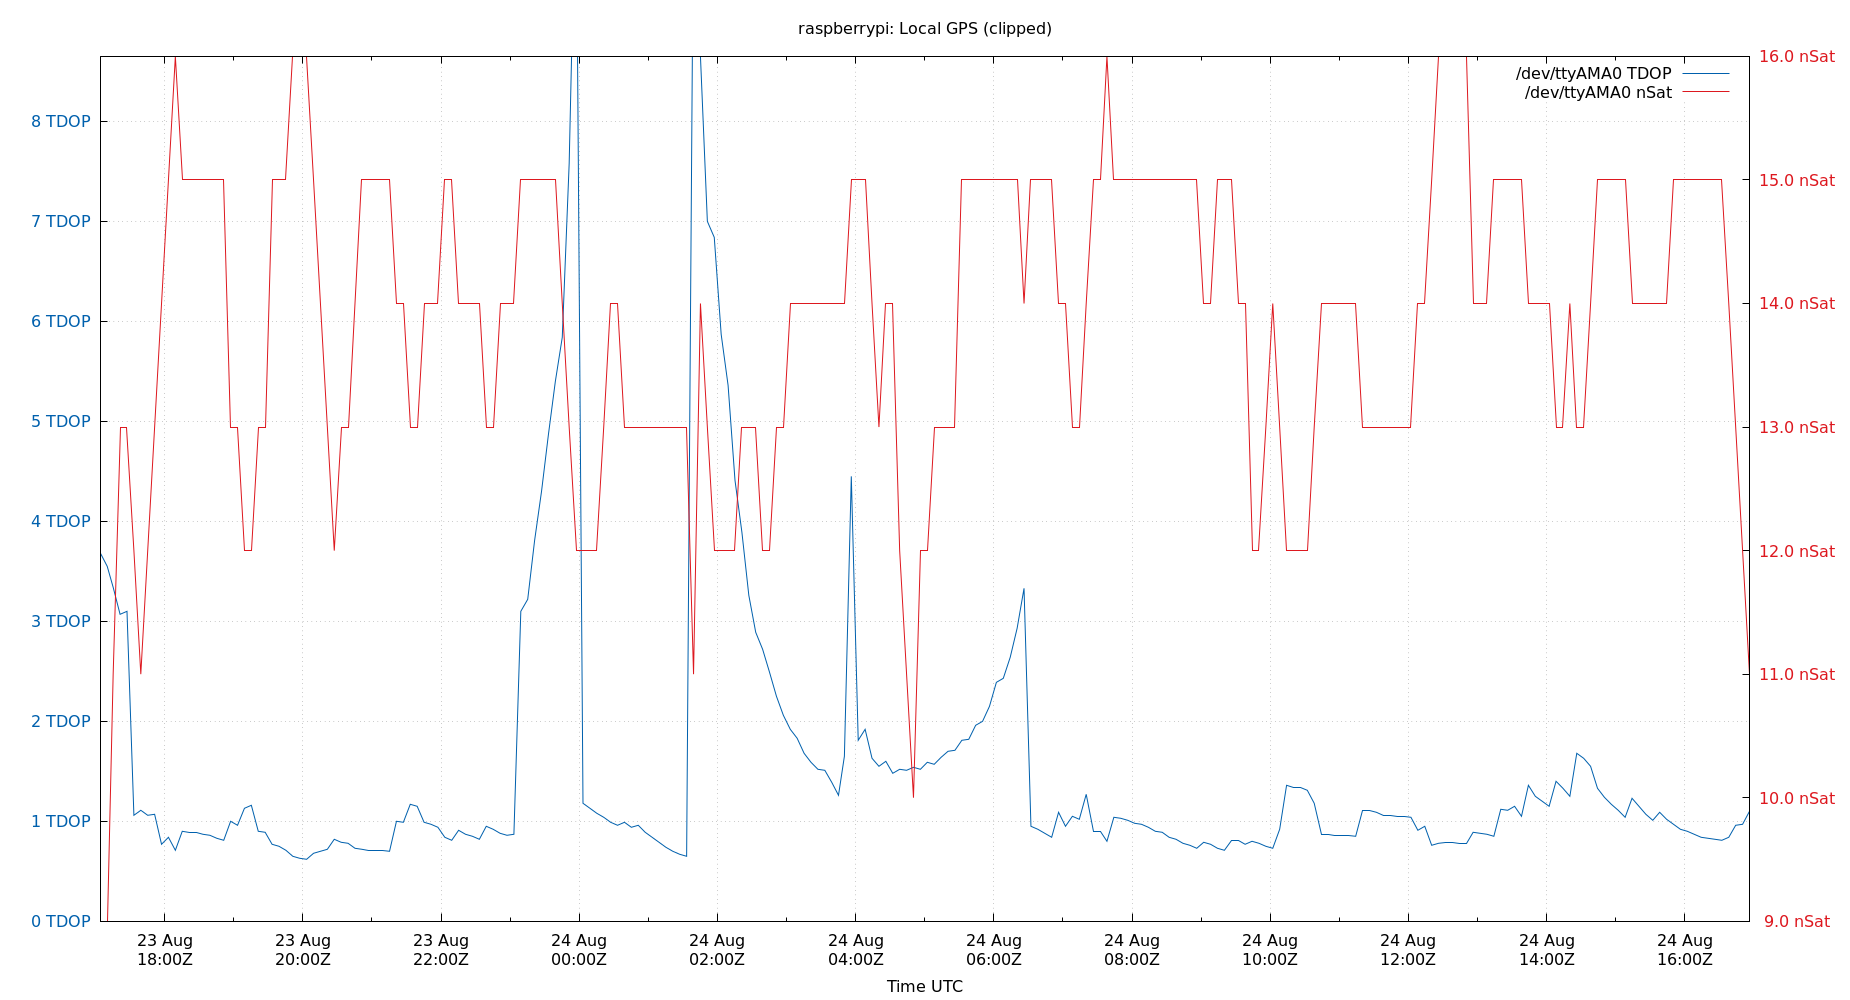 raspberrypi: Local GPS (clipped)
/dev/ttyAMA0 TDOP
/dev/ttyAMA0 nSat
8 TDOP
7 TDOP
6 TDOP
5 TDOP
4 TDOP
3 TDOP
2 TDOP
1 TDOP
0 TDOP
16.0 nSat
15.0 nSat
14.0 nSat
13.0 nSat
12.0 nSat
11.0 nSat
10.0 nSat
9.0 nSat
23 Aug 23 Aug 23 Aug 24 Aug 24 Aug 24 Aug 24 Aug 24 Aug 24 Aug 24 Aug 24 Aug 24 Aug
18:00Z 20:00Z 22:00Z 00:00Z 02:00Z 04:00Z 06:00Z 08:00Z 10:00Z 12:00Z 14:00Z 16:00Z
Time UTC